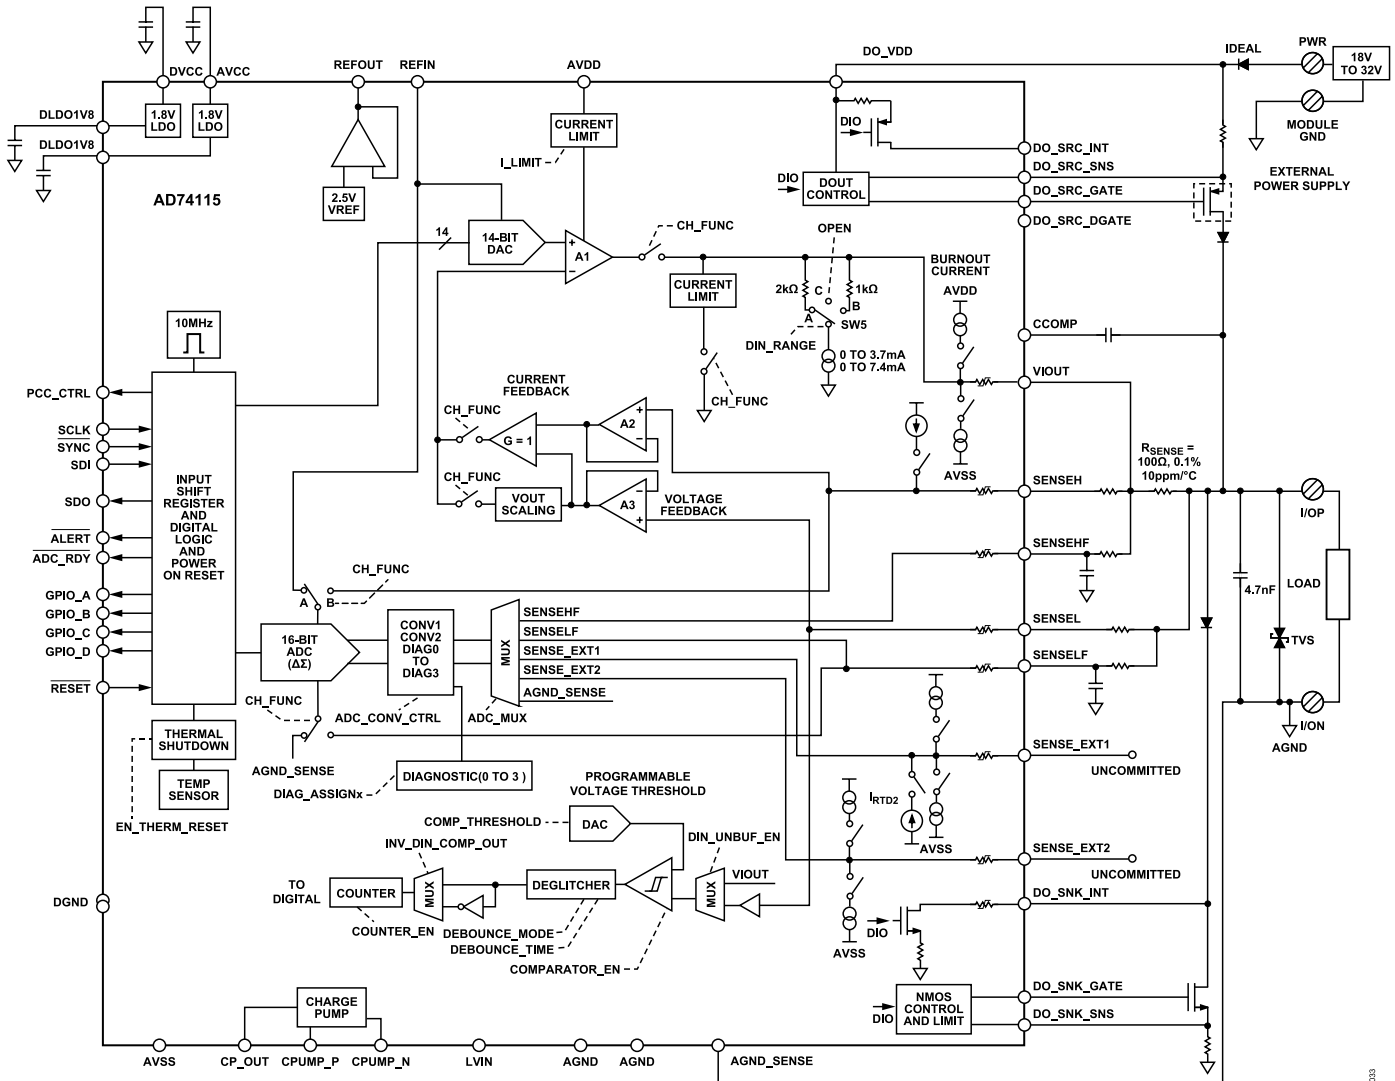 DVCC
AVCC
REFOUT
REFIN
AVDD
DO_VDD
IDEAL
PWR
18V
TO 32V
MODULE
GND
EXTERNAL
POWER SUPPLY
DLDO1V8
DLDO1V8
1.8V
LDO
1.8V
LDO
AD74115
2.5V
VREF
CURRENT
LIMIT
I_LIMIT
DIO
DIO
DOUT
CONTROL
DO_SRC_INT
DO_SRC_SNS
DO_SRC_GATE
DO_SRC_DGATE
14
14-BIT
DAC
+
−
A1
CH_FUNC
CURRENT
LIMIT
CH_FUNC
OPEN
2kΩ
C
1kΩ
A
B
SW5
DIN_RANGE
0 TO 3.7mA
0 TO 7.4mA
BURNOUT
CURRENT
AVDD
AVSS
CCOMP
VIOUT
10MHz
PCC_CTRL
SCLK
SYNC
SDI
SDO
ALERT
ADC_RDY
GPIO_A
GPIO_B
GPIO_C
GPIO_D
RESET
INPUT
SHIFT
REGISTER
AND
DIGITAL
LOGIC
AND
POWER
ON RESET
CURRENT
FEEDBACK
CH_FUNC
G = 1
+
A2
−
CH_FUNC
VOUT
SCALING
−
A3
+
VOLTAGE
FEEDBACK
RSENSE =
100Ω, 0.1%
10ppm/°C
SENSEH
SENSEHF
I/OP
4.7nF
LOAD
TVS
I/ON
AGND
SENSEL
SENSELF
A
B
CH_FUNC
16-BIT
ADC
(ΔΣ)
CONV1
CONV2
DIAG0
TO
DIAG3
MUX
SENSEHF
SENSELF
SENSE_EXT1
SENSE_EXT2
AGND_SENSE
CH_FUNC
ADC_CONV_CTRL
ADC_MUX
AGND_SENSE
THERMAL
SHUTDOWN
TEMP
SENSOR
EN_THERM_RESET
DIAGNOSTIC(0 TO 3 )
DIAG_ASSIGNx
PROGRAMMABLE
VOLTAGE THRESHOLD
COMP_THRESHOLD
DAC
DIN_UNBUF_EN
INV_DIN_COMP_OUT
TO
DIGITAL
COUNTER
MUX
DEGLITCHER
MUX
VIOUT
COUNTER_EN
DEBOUNCE_MODE
DEBOUNCE_TIME
COMPARATOR_EN
IRTD2
AVSS
AVSS
SENSE_EXT1
UNCOMMITTED
SENSE_EXT2
UNCOMMITTED
DO_SNK_INT
DIO
DIO
NMOS
CONTROL
AND LIMIT
DO_SNK_GATE
DO_SNK_SNS
DGND
CHARGE
PUMP
AVSS
CP_OUT
CPUMP_P
CPUMP_N
LVIN
AGND
AGND
AGND_SENSE
033